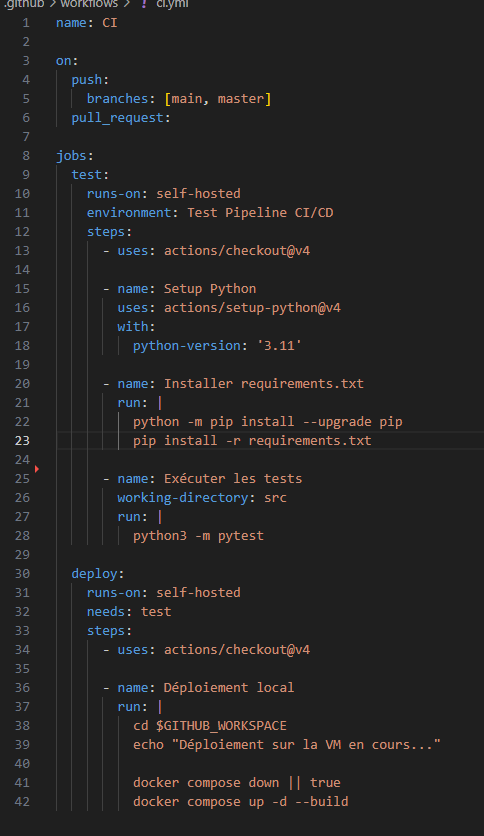 .github > workflows > ! ci.yml
1 name: CI
2
3 on:
4   push:
5     branches: [main, master]
6   pull_request:
7
8 jobs:
9   test:
10     runs-on: self-hosted
11     environment: Test Pipeline CI/CD
12     steps:
13       - uses: actions/checkout@v4
14
15       - name: Setup Python
16         uses: actions/setup-python@v4
17         with:
18           python-version: '3.11'
19
20       - name: Installer requirements.txt
21         run: |
22           python -m pip install --upgrade pip
23           pip install -r requirements.txt
24
25       - name: Exécuter les tests
26         working-directory: src
27         run: |
28           python3 -m pytest
29
30   deploy:
31     runs-on: self-hosted
32     needs: test
33     steps:
34       - uses: actions/checkout@v4
35
36       - name: Déploiement local
37         run: |
38           cd $GITHUB_WORKSPACE
39           echo "Déploiement sur la VM en cours..."
40
41           docker compose down || true
42           docker compose up -d --build